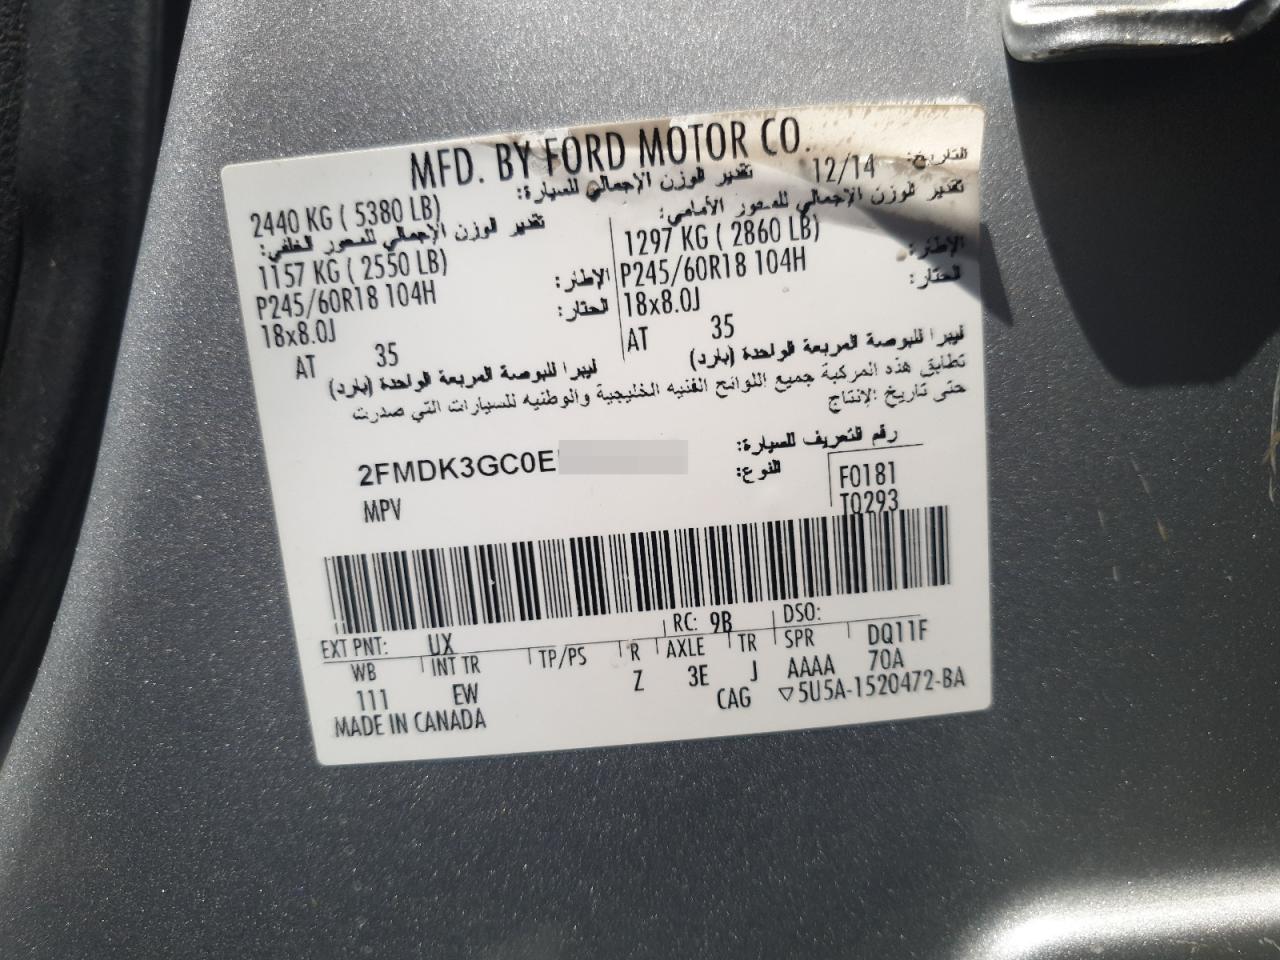 MFD. BY FORD MOTOR CO.
التاريخ: 12/14
تقدير الوزن الإجمالي للسيارة:
2440 KG ( 5380 LB)
تقدير الوزن الإجمالي للمحور الأمامي:
1297 KG ( 2860 LB)
الإطار: P245/60R18 104H
الحتار: 18x8.0J
AT 35 ليبرا للبوصة المربعة الواحدة (بارد)
تقدير الوزن الإجمالي للمحور الخلفي:
1157 KG ( 2550 LB)
الإطار: P245/60R18 104H
الحتار: 18x8.0J
AT 35 ليبرا للبوصة المربعة الواحدة (بارد)
تطابق هذه المركبة جميع اللوائح الفنيه الخليجية والوطنيه للسيارات التي صدرت
حتى تاريخ الإنتاج
رقم التعريف للسيارة: 2FMDK3GC0E
النوع: MPV
F0181
T0293
EXT PNT: UX RC: 9B DSO:
WB INT TR TP/PS R AXLE TR SPR DQ11F
111 EW Z 3E J AAAA 70A
MADE IN CANADA CAG ▽5U5A-1520472-BA